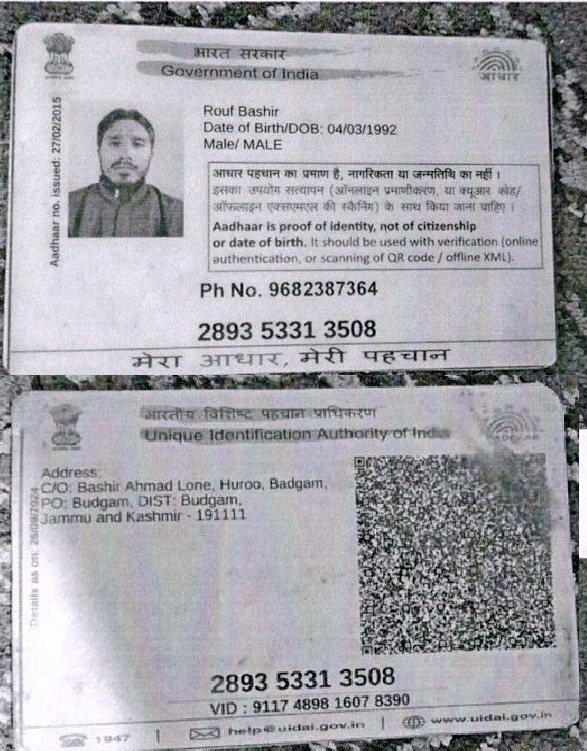 भारत सरकार
Government of India
आधार
Aadhaar no. issued: 27/02/2015
Rouf Bashir
Date of Birth/DOB: 04/03/1992
Male/ MALE
आधार पहचान का प्रमाण है, नागरिकता या जन्मतिथि का नहीं ।
इसका उपयोग सत्यापन (ऑनलाइन प्रमाणीकरण, या क्यूआर कोड/
ऑफलाइन एक्सएमएल की स्कैनिंग) के साथ किया जाना चाहिए ।
Aadhaar is proof of identity, not of citizenship
or date of birth. It should be used with verification (online
authentication, or scanning of QR code / offline XML).
Ph No. 9682387364
2893 5331 3508
मेरा आधार, मेरी पहचान
भारतीय विशिष्ट पहचान प्राधिकरण
Unique Identification Authority of India
Address:
C/O: Bashir Ahmad Lone, Huroo, Badgam,
PO: Budgam, DIST: Budgam,
Jammu and Kashmir - 191111
Details as on:
2893 5331 3508
VID : 9117 4898 1607 8390
1947
help@uidai.gov.in
www.uidai.gov.in